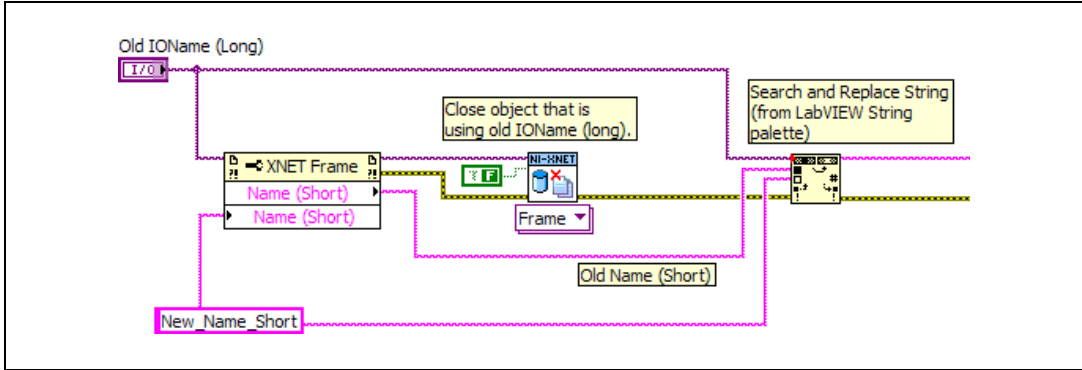 Old IOName (Long)
I/O
Close object that is
using old IOName (long).
Search and Replace String
(from LabVIEW String
palette)
XNET Frame
Name (Short)
Name (Short)
NI-XNET
?F
Frame
Old Name (Short)
New_Name_Short